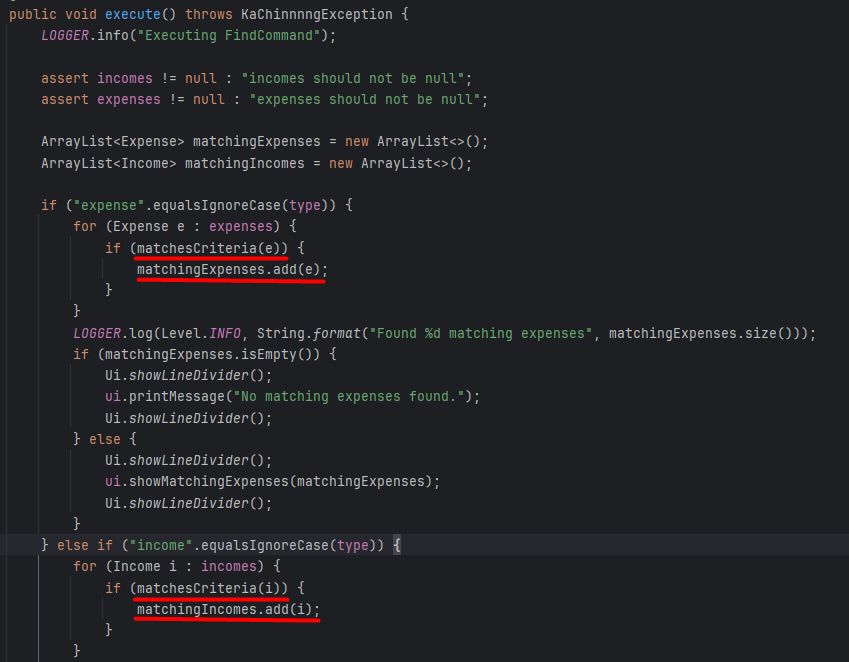 public void execute() throws KaChinnnngException {
LOGGER.info("Executing FindCommand");
assert incomes != null : "incomes should not be null";
assert expenses != null : "expenses should not be null";
ArrayList<Expense> matchingExpenses = new ArrayList<>();
ArrayList<Income> matchingIncomes = new ArrayList<>();
if ("expense".equalsIgnoreCase(type)) {
for (Expense e : expenses) {
if (matchesCriteria(e)) {
matchingExpenses.add(e);
}
}
LOGGER.log(Level.INFO, String.format("Found %d matching expenses", matchingExpenses.size()));
if (matchingExpenses.isEmpty()) {
Ui.showLineDivider();
ui.printMessage("No matching expenses found.");
Ui.showLineDivider();
} else {
Ui.showLineDivider();
ui.showMatchingExpenses(matchingExpenses);
Ui.showLineDivider();
}
} else if ("income".equalsIgnoreCase(type)) {
for (Income i : incomes) {
if (matchesCriteria(i)) {
matchingIncomes.add(i);
}
}